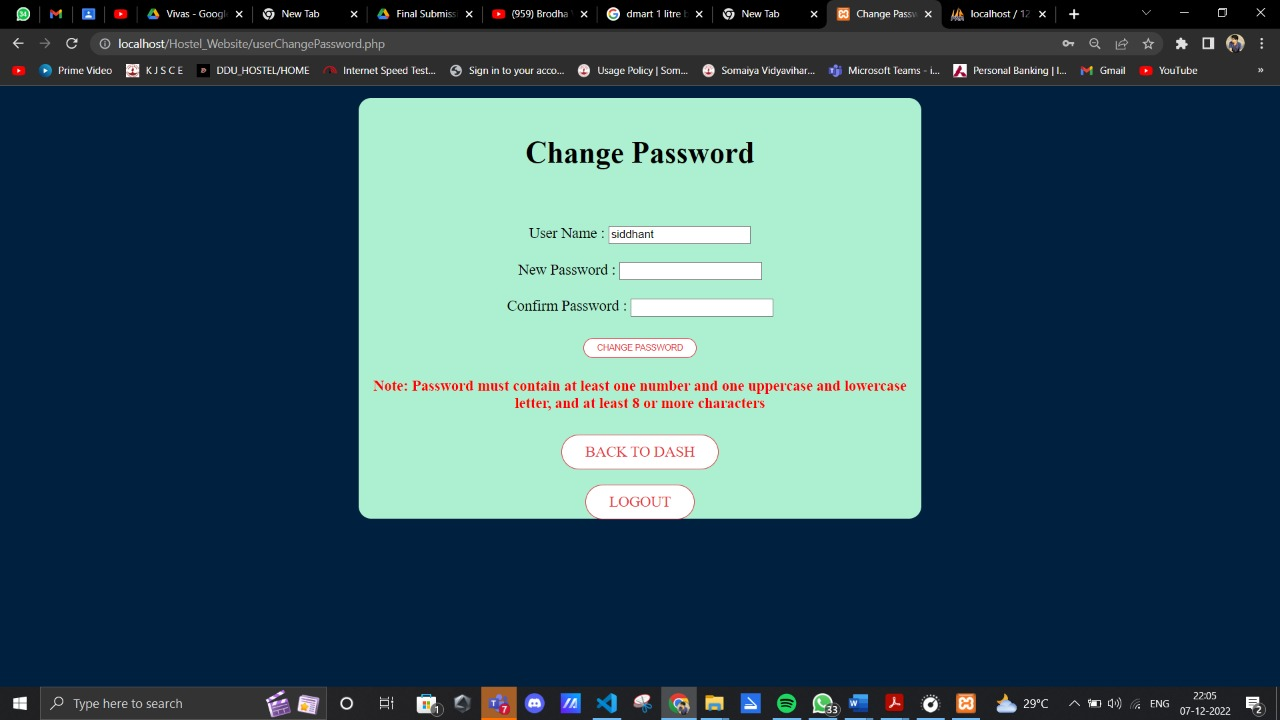 34
Vivas - Googl
New Tab
Final Submiss
(959) Brodha
dmart 1 litre b
New Tab
Change Passw
localhost / 12
localhost/Hostel_Website/userChangePassword.php
Prime Video
K J S C E
DDU_HOSTEL/HOME
Internet Speed Test...
Sign in to your acco...
Usage Policy | Som...
Somaiya Vidyavihar...
Microsoft Teams - i...
Personal Banking | I...
Gmail
YouTube
»
Change Password
User Name : siddhant
New Password :
Confirm Password :
CHANGE PASSWORD
Note: Password must contain at least one number and one uppercase and lowercase
letter, and at least 8 or more characters
BACK TO DASH
LOGOUT
Type here to search
1
7
33
29°C
ENG
22:05
07-12-2022
2